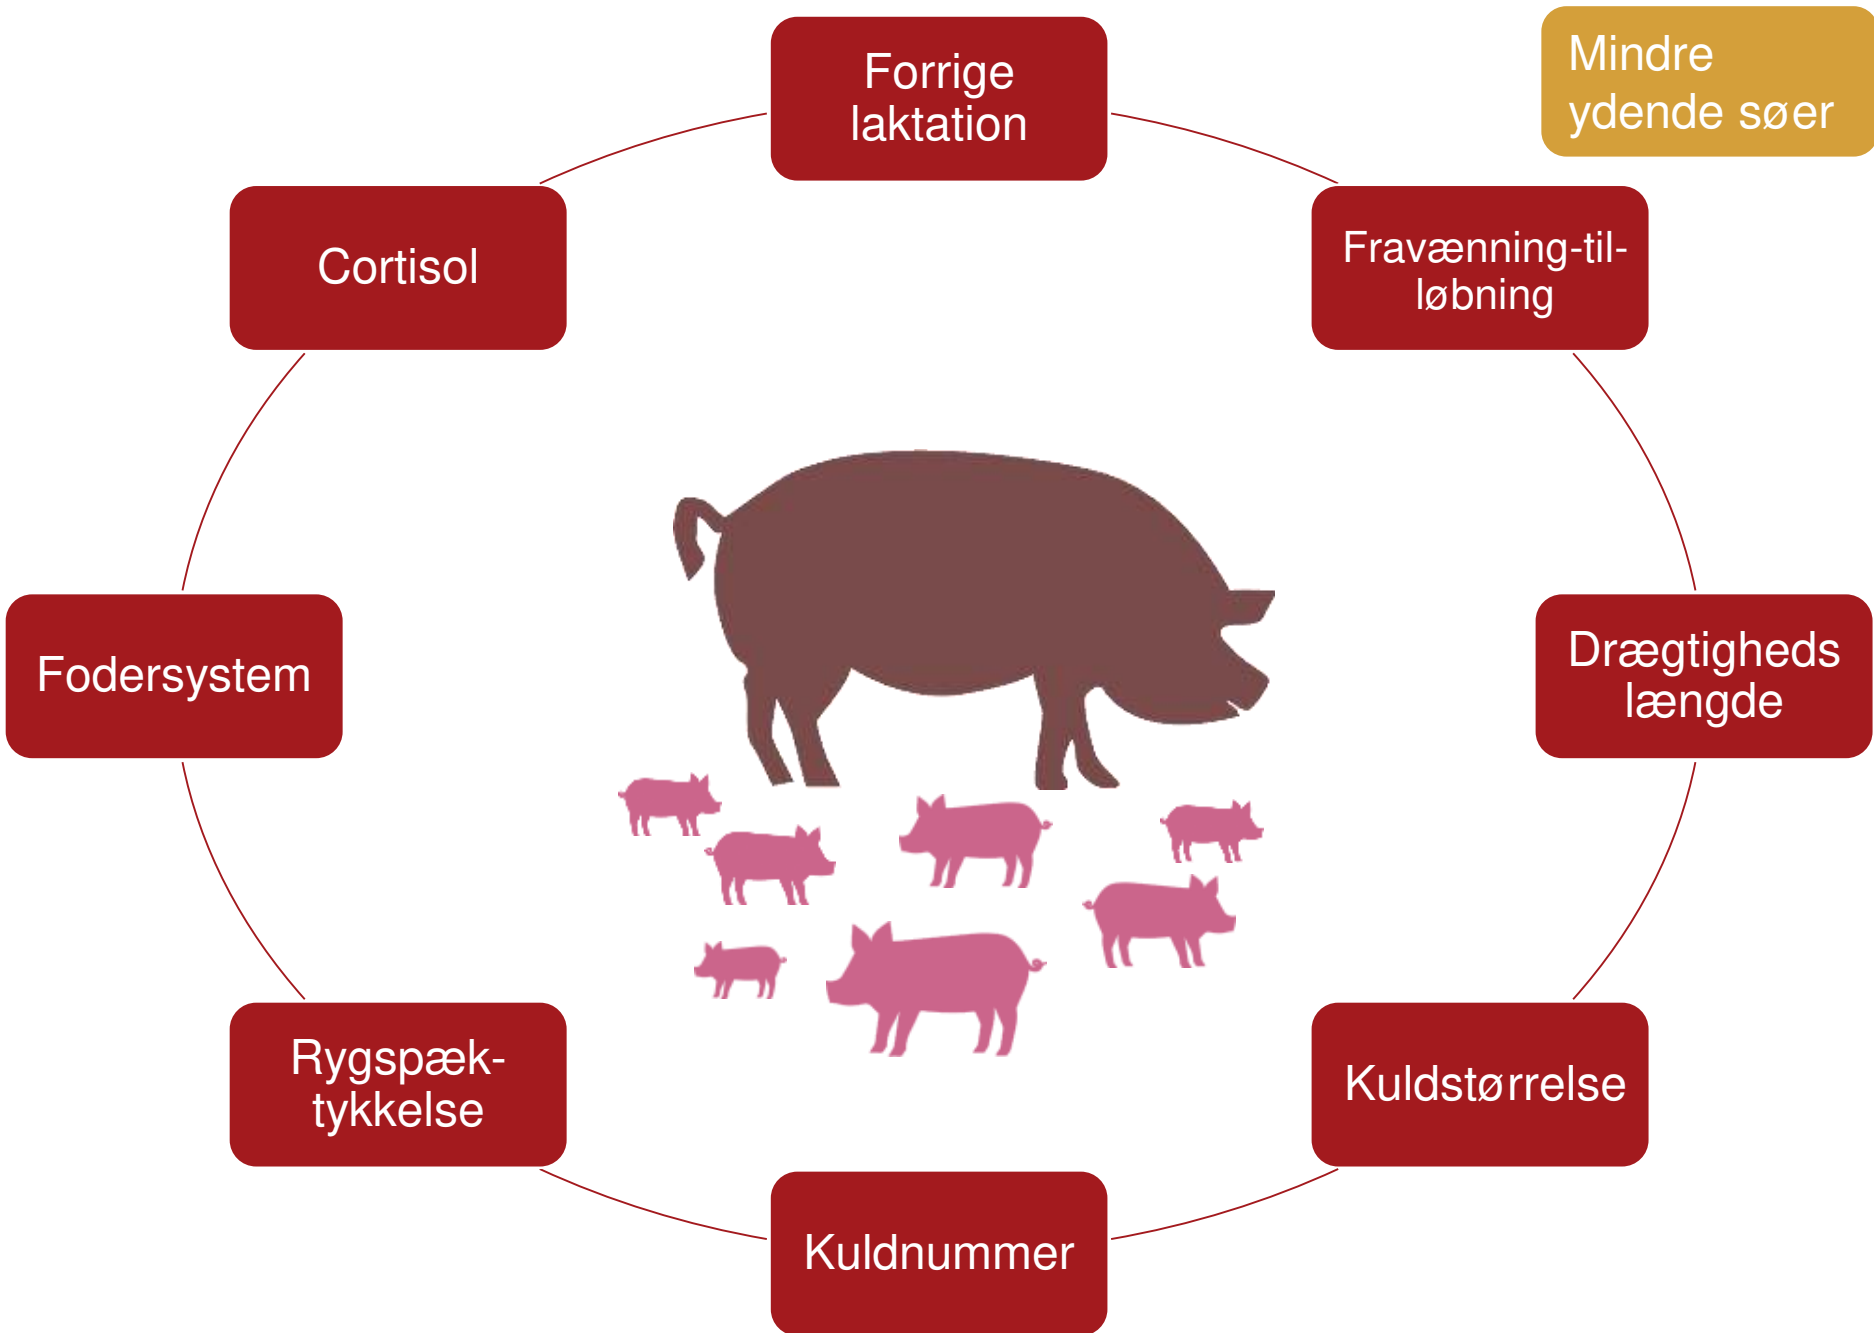 Forrige
laktation
Mindre
ydende søer
Fravænning-til-
løbning
Drægtigheds
længde
Kuldstørrelse
Kuldnummer
Rygspæk-
tykkelse
Fodersystem
Cortisol